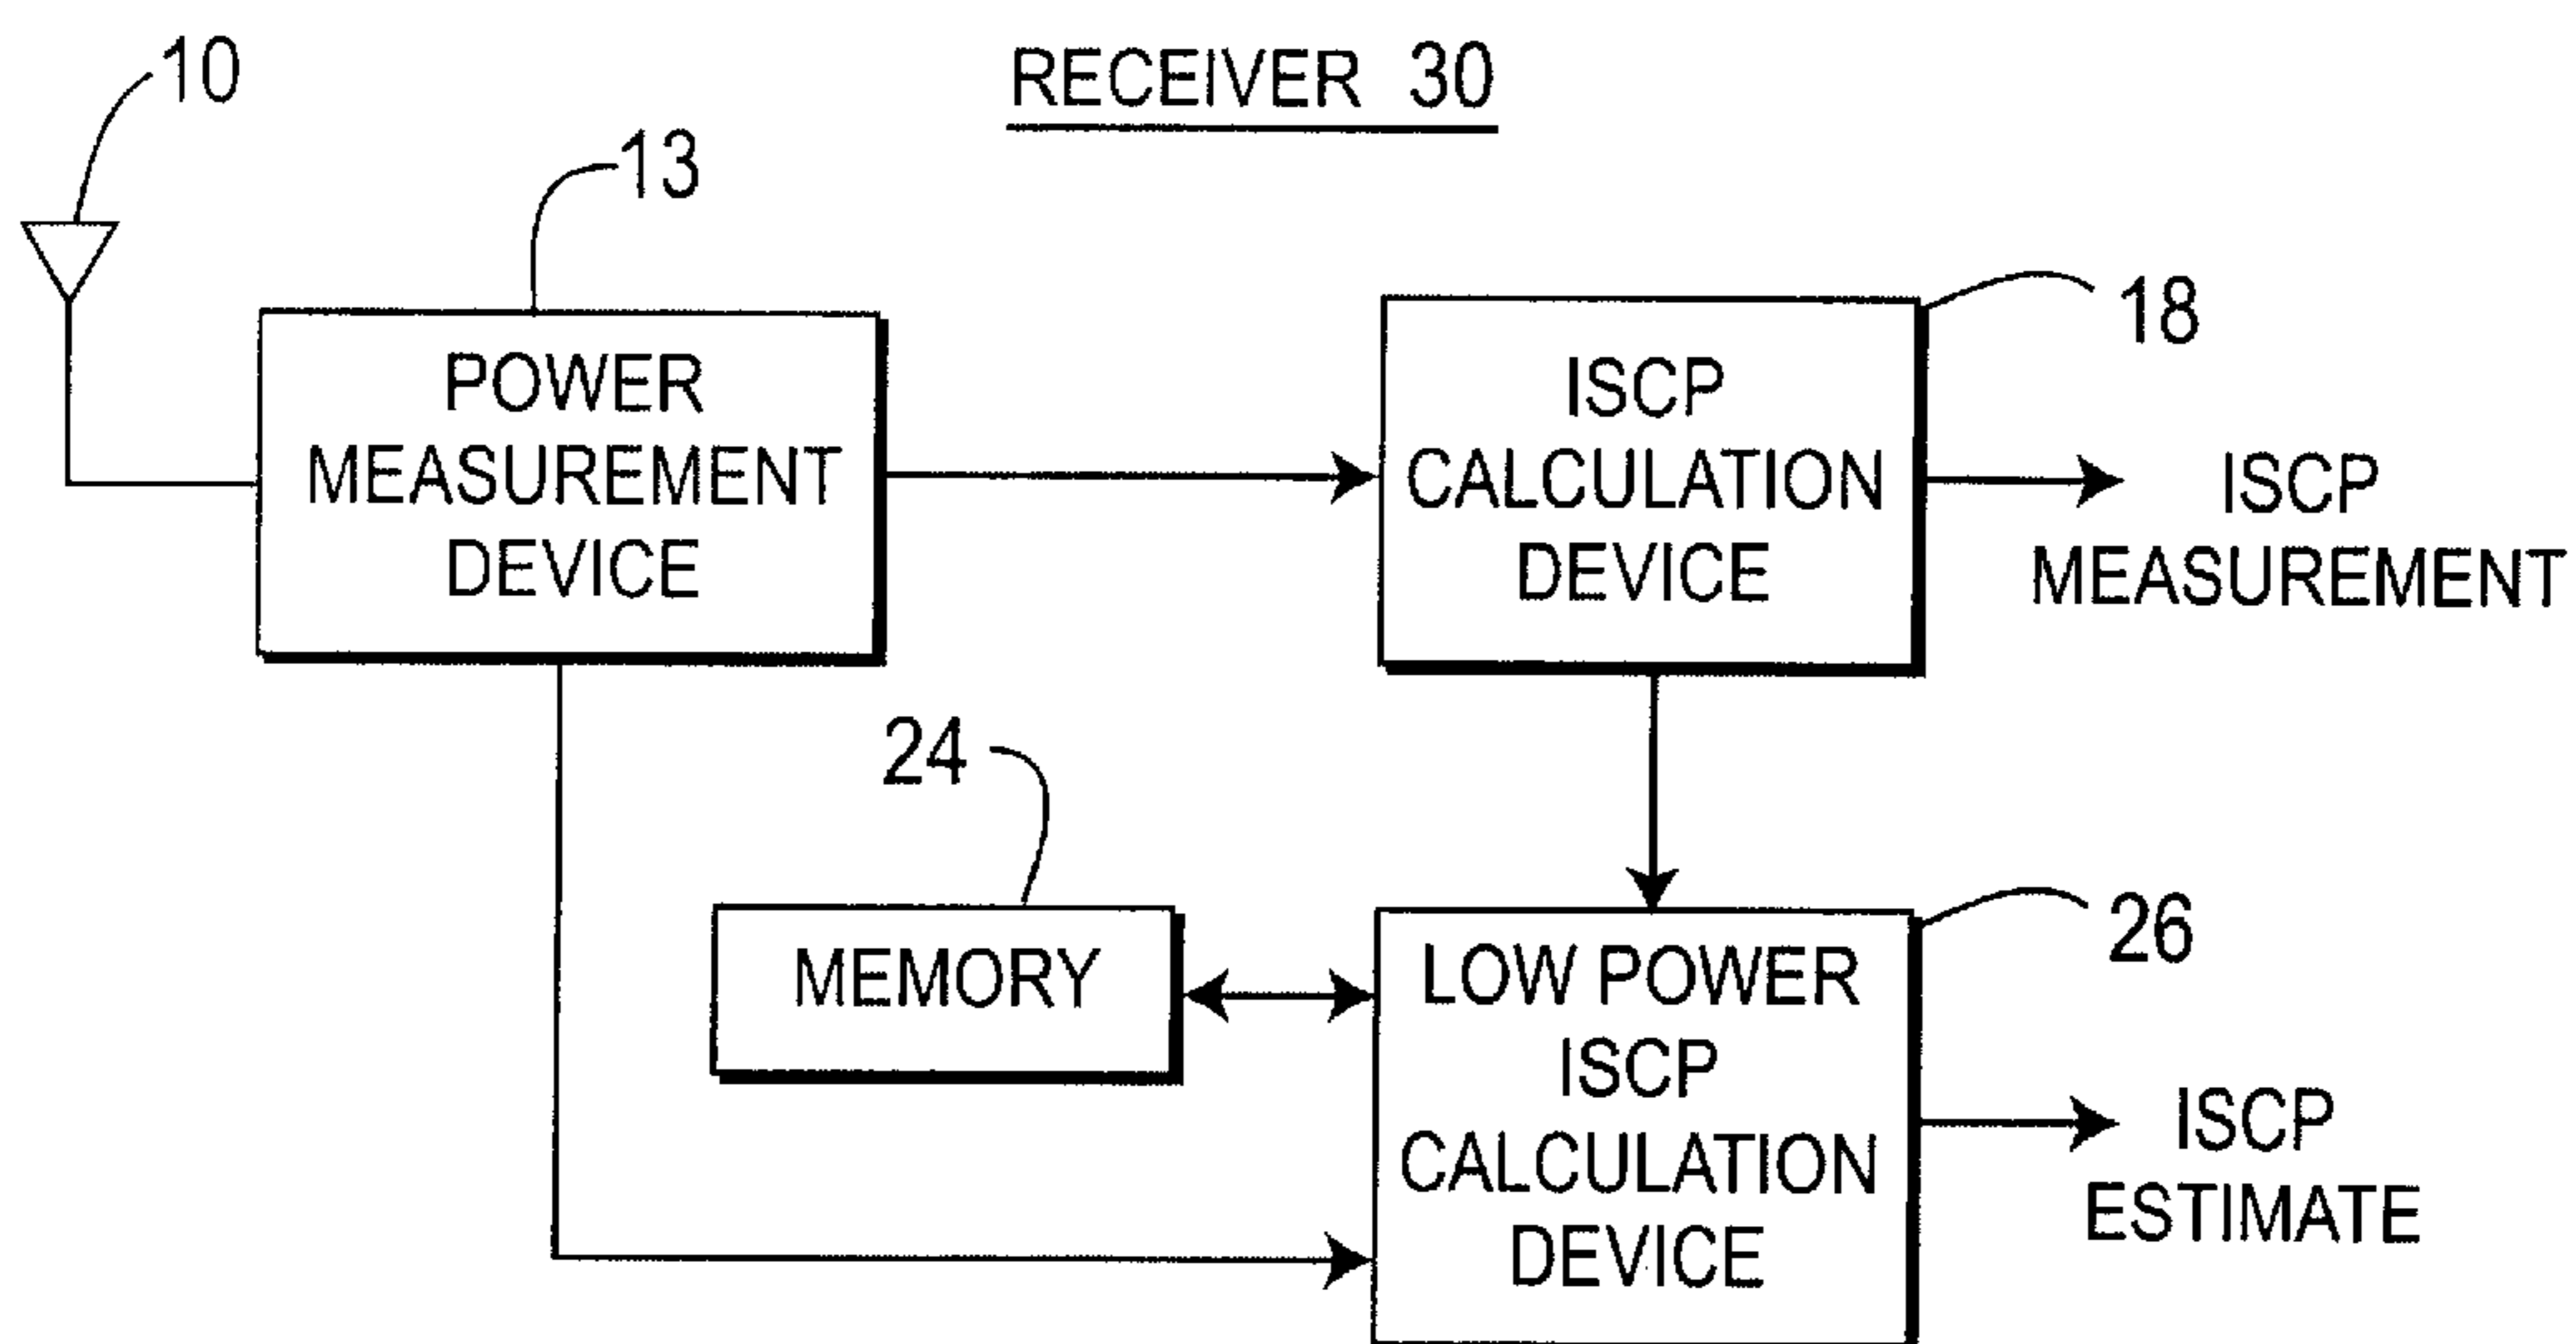 RECEIVER 30
10
13
POWER
MEASUREMENT
DEVICE
ISCP
CALCULATION
DEVICE
18
ISCP
MEASUREMENT
24
MEMORY
LOW POWER
ISCP
CALCULATION
DEVICE
26
ISCP
ESTIMATE